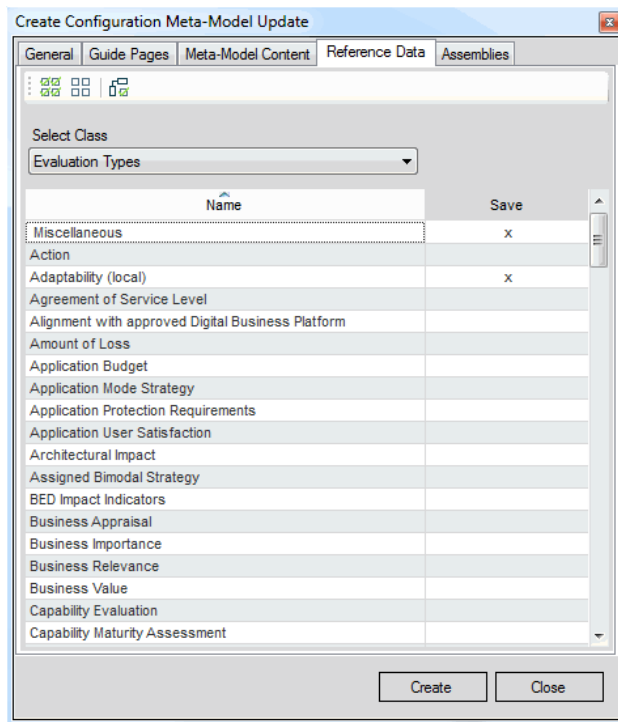 Create Configuration Meta-Model Update
General Guide Pages Meta-Model Content Reference Data Assemblies
Select Class
Evaluation Types
Name Save
Miscellaneous x
Action
Adaptability (local) x
Agreement of Service Level
Alignment with approved Digital Business Platform
Amount of Loss
Application Budget
Application Mode Strategy
Application Protection Requirements
Application User Satisfaction
Architectural Impact
Assigned Bimodal Strategy
BED Impact Indicators
Business Appraisal
Business Importance
Business Relevance
Business Value
Capability Evaluation
Capability Maturity Assessment
Create Close